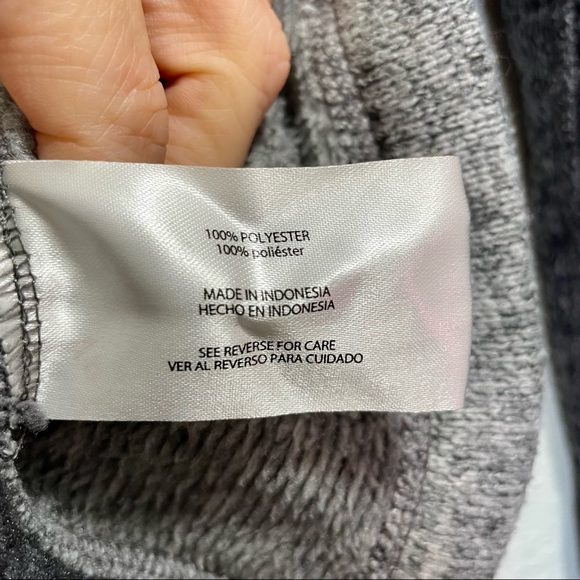 100% POLYESTER
100% poliéster
MADE IN INDONESIA
HECHO EN INDONESIA
SEE REVERSE FOR CARE
VER AL REVERSO PARA CUIDADO